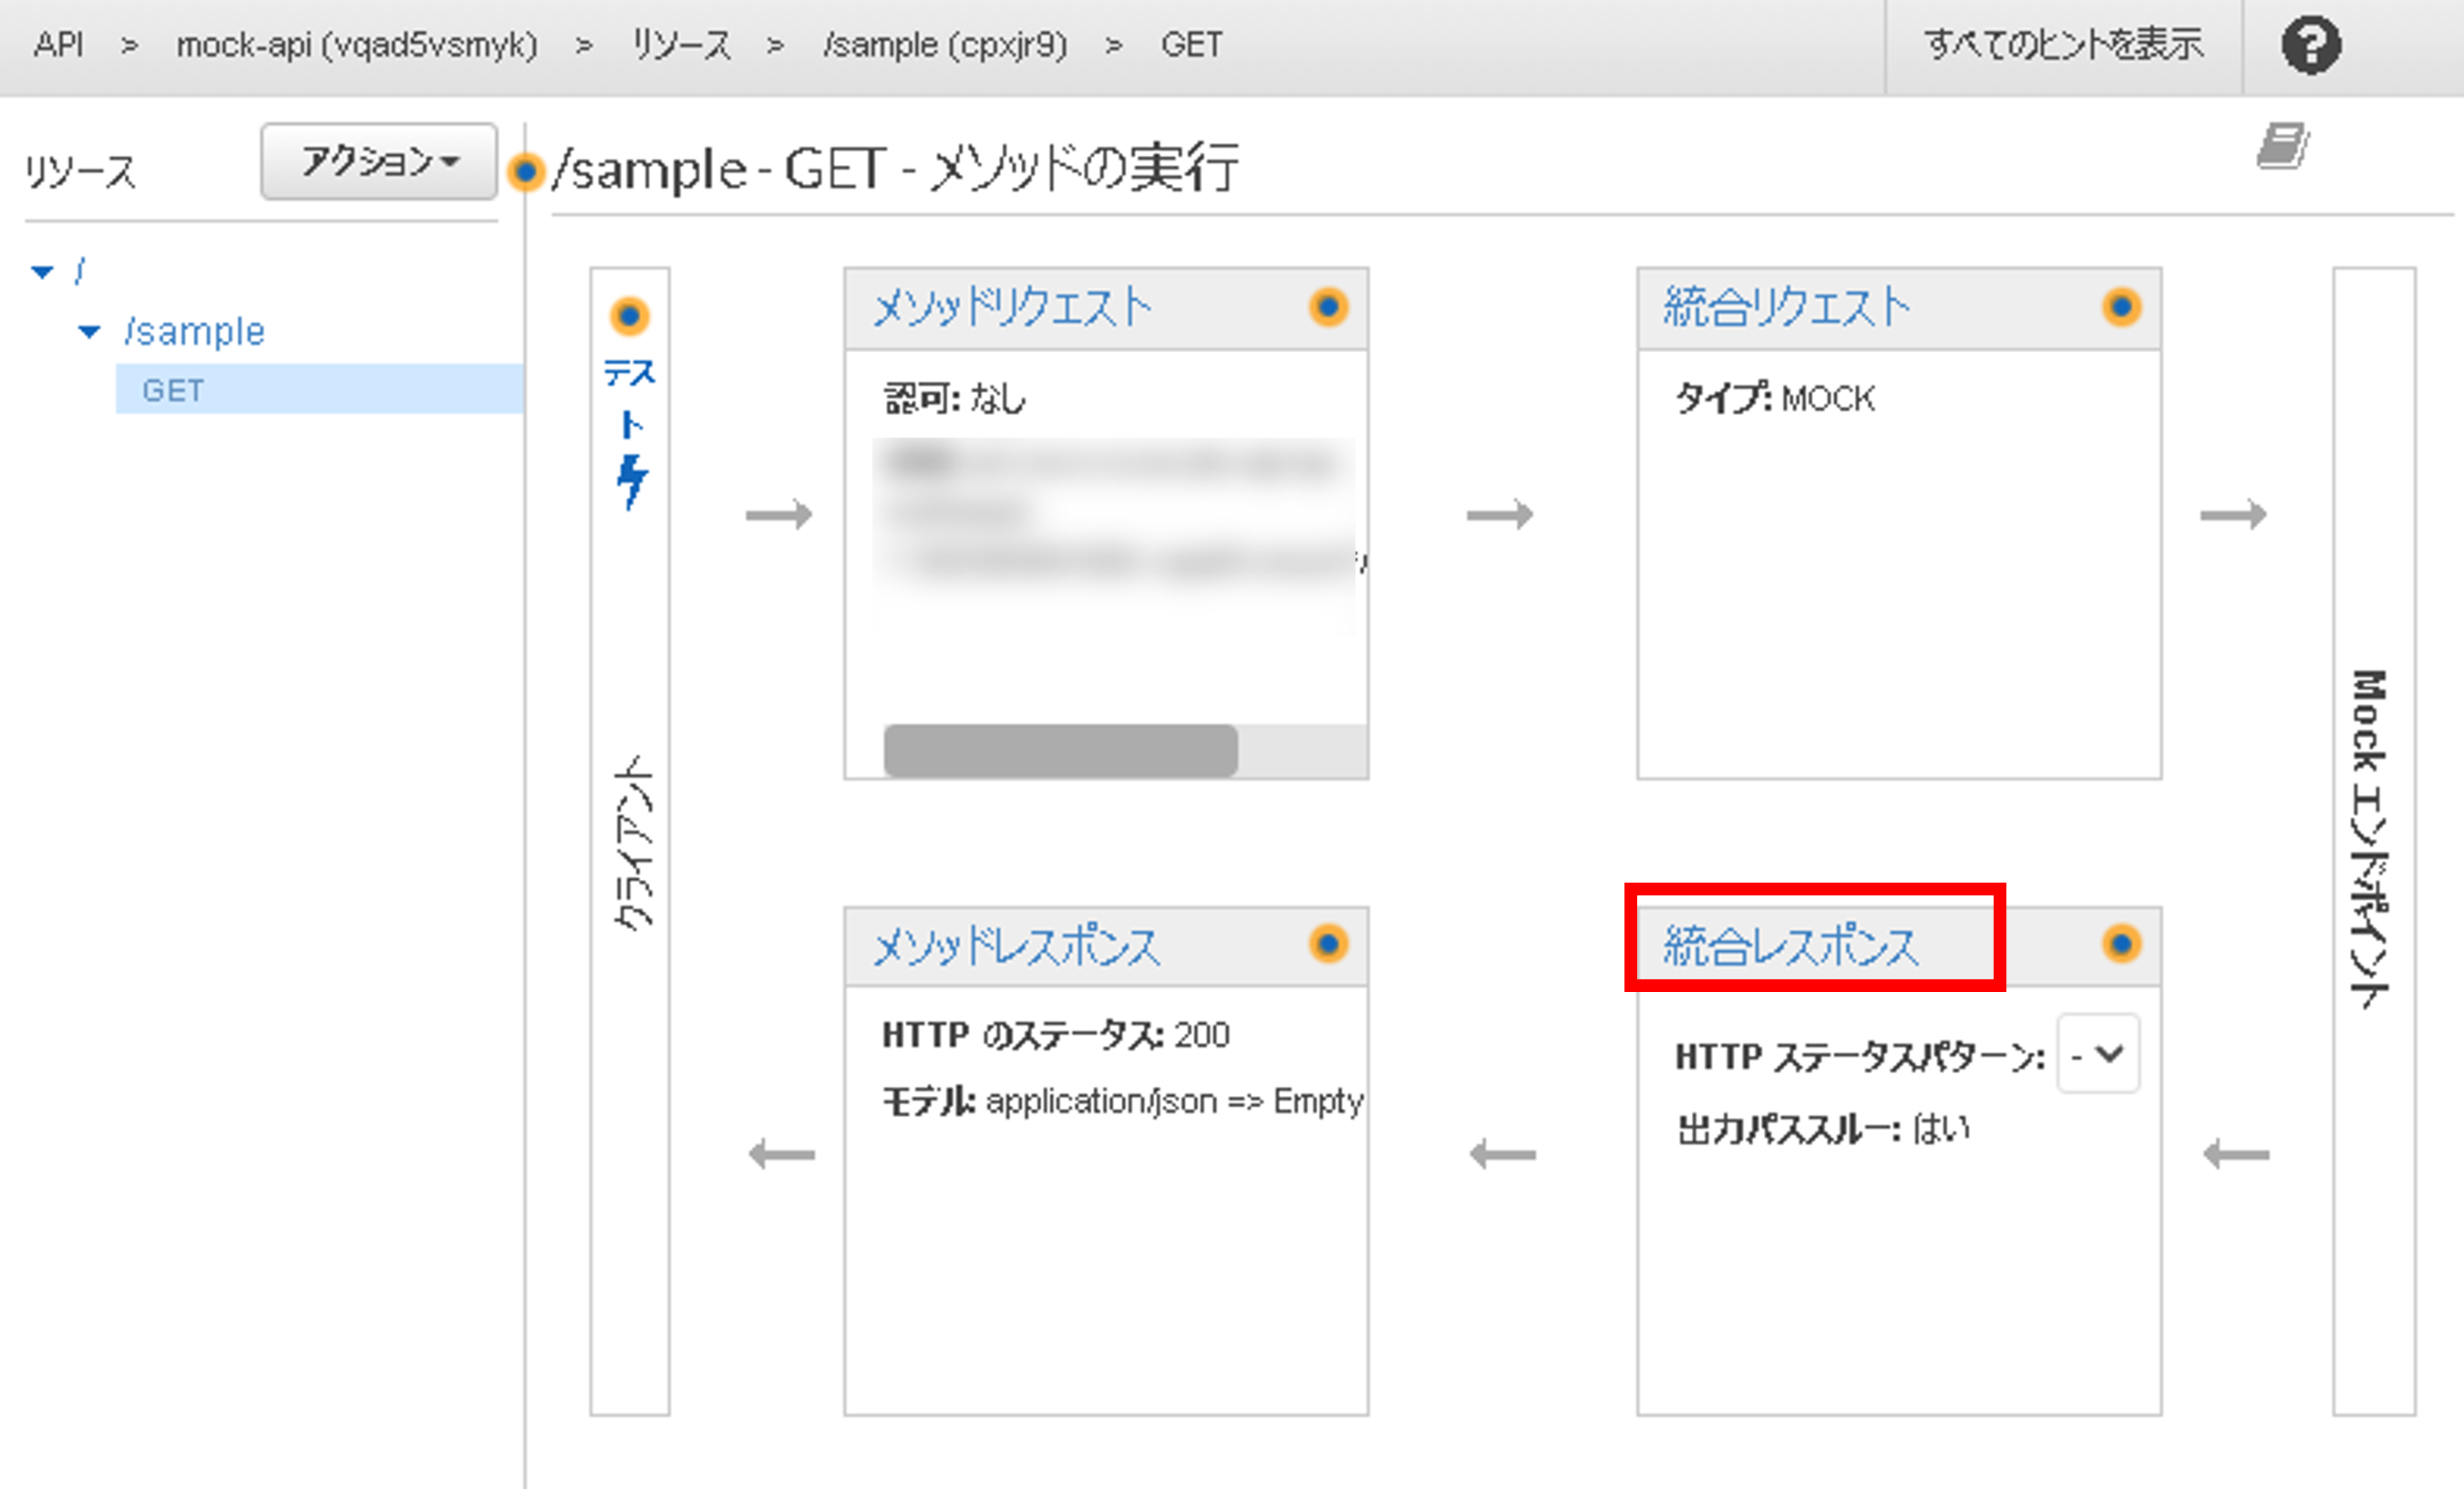 API > mock-api (vqad5vsmyk) > リソース > /sample (cpxjr9) > GET
すべてのヒントを表示
リソース
アクション
/sample - GET - メソッドの実行
/
/sample
GET
テス
ト
クライアント
メソッドリクエスト
認可: なし
統合リクエスト
タイプ: MOCK
Mock エンドポイント
メソッドレスポンス
HTTP のステータス: 200
モデル: application/json => Empty
統合レスポンス
HTTP ステータスパターン: -
出力パススルー: はい